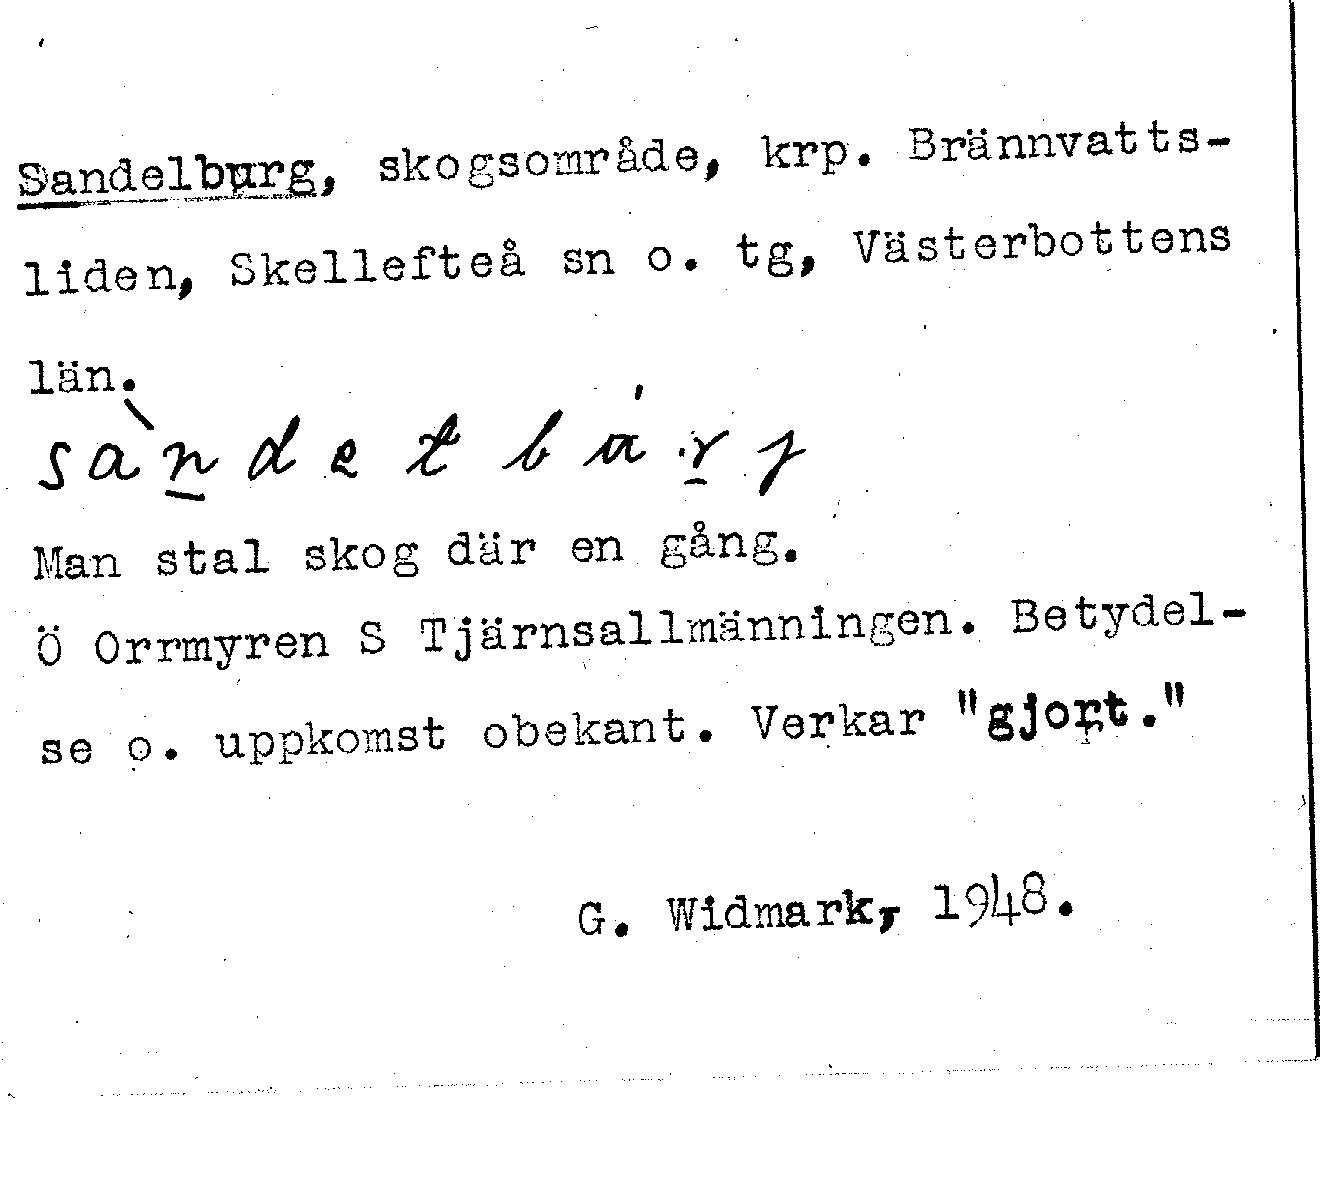 Sandelburg, skogsområde, krp. Brännvatts-
liden, Skellefteå sn o. tg, Västerbottens
län.
Man stal skog där en gång.
Ö Orrmyren S Tjärnsallmänningen. Betydel-
se o. uppkomst obekant. Verkar "gjort."
G. Widmark, 1948.